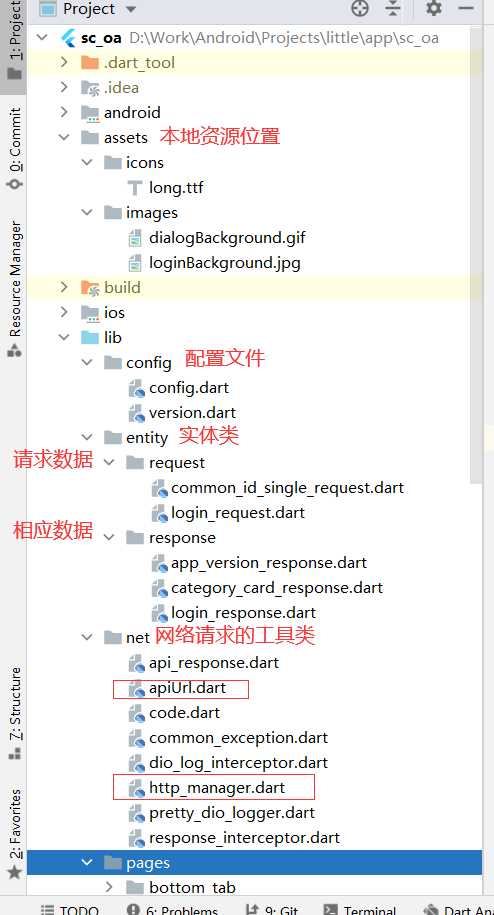 Project
1: Project
sc_oa D:\Work\Android\Projects\little\app\sc_oa
.dart_tool
.idea
android
assets 本地资源位置
icons
long.ttf
images
dialogBackground.gif
loginBackground.jpg
build
ios
lib
config 配置文件
config.dart
version.dart
entity 实体类
请求数据 request
common_id_single_request.dart
login_request.dart
相应数据 response
app_version_response.dart
category_card_response.dart
login_response.dart
net 网络请求的工具类
api_response.dart
apiUrl.dart
code.dart
common_exception.dart
dio_log_interceptor.dart
http_manager.dart
pretty_dio_logger.dart
response_interceptor.dart
pages
bottom_tab
0: Commit
Resource Manager
7: Structure
2: Favorites
TODO 6: Problems 9: Git Terminal Dart An